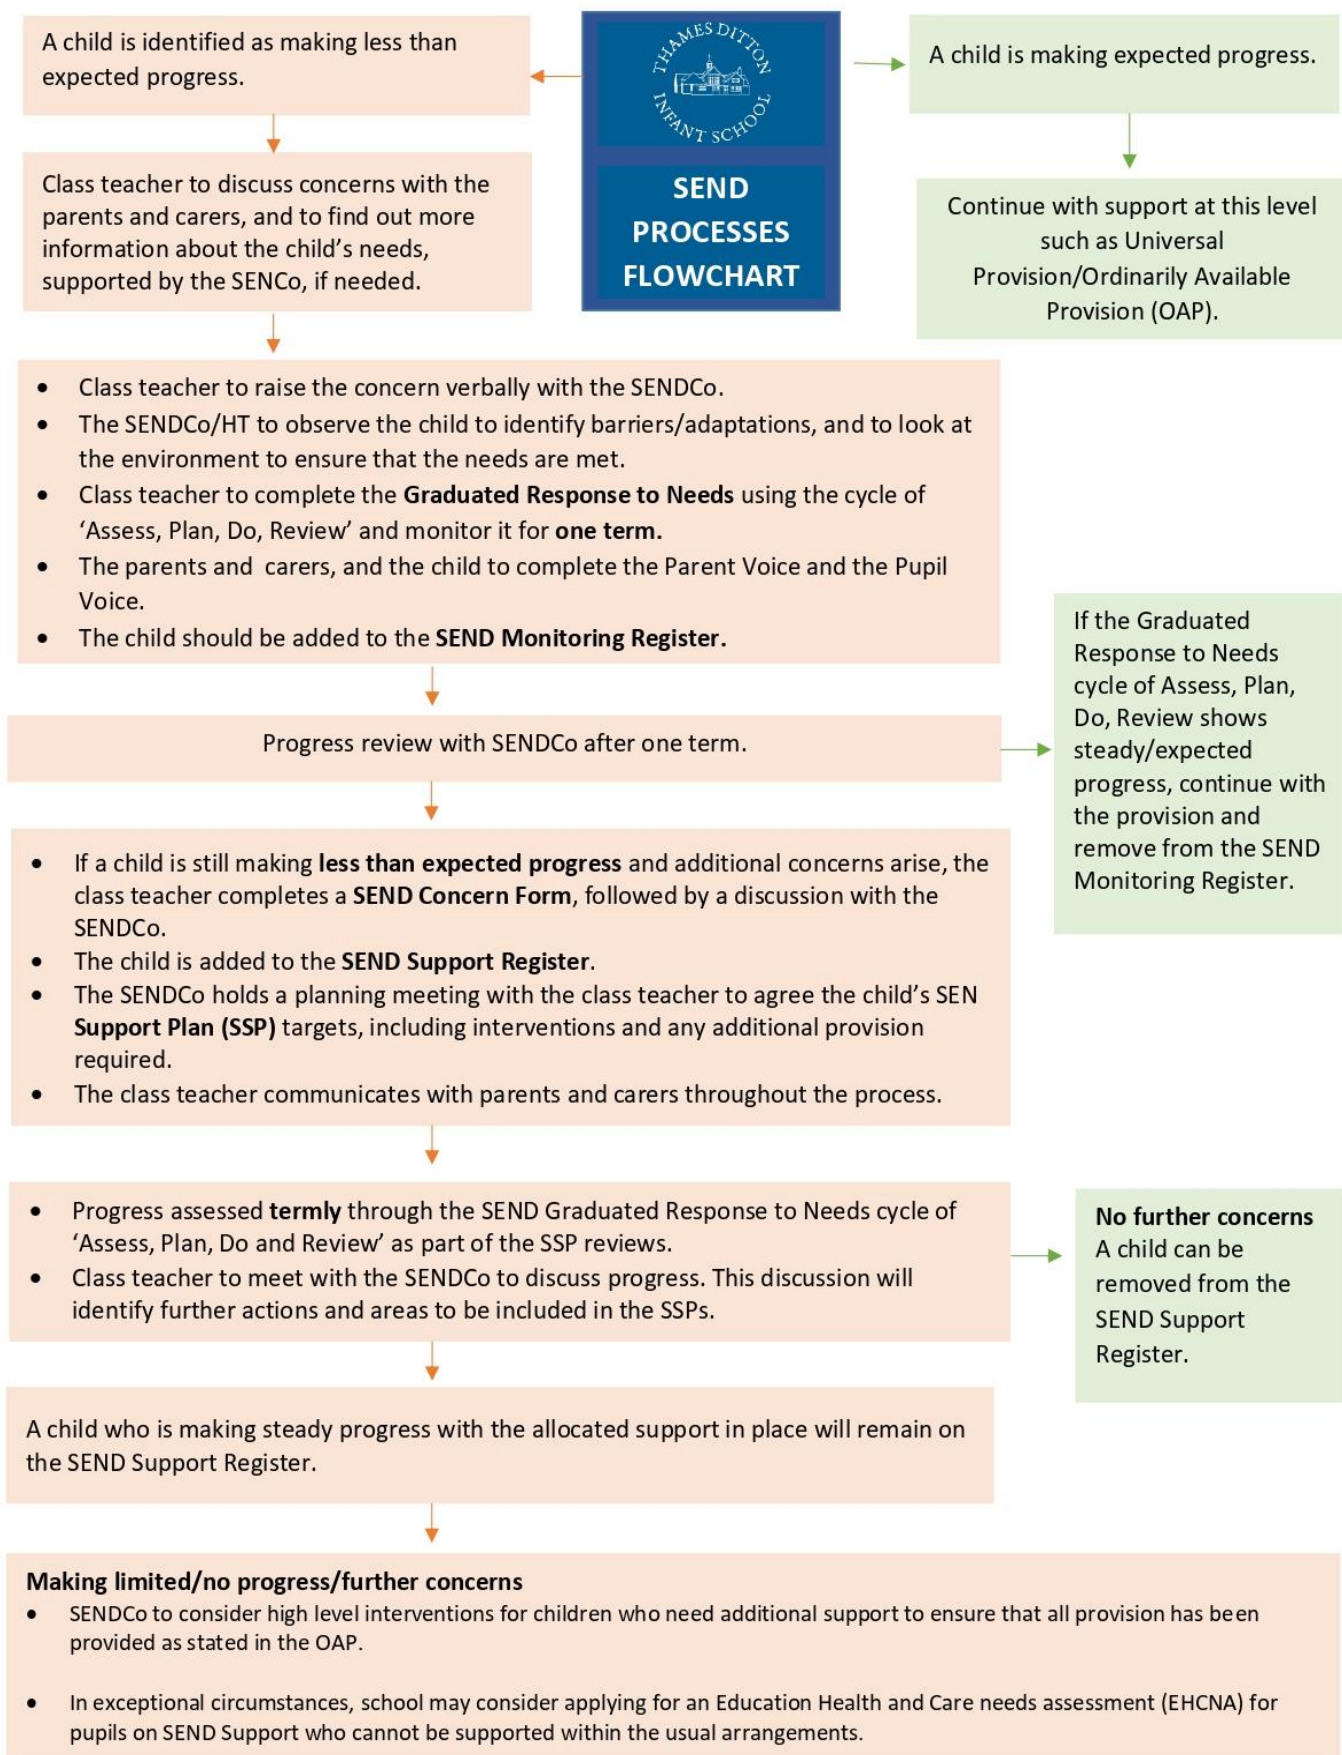 A child is identified as making less than
expected progress.
THAMES DITTON
INFANT SCHOOL
SEND
PROCESSES
FLOWCHART
A child is making expected progress.
Class teacher to discuss concerns with the
parents and carers, and to find out more
information about the child’s needs,
supported by the SENCo, if needed.
Continue with support at this level
such as Universal
Provision/Ordinarily Available
Provision (OAP).
• Class teacher to raise the concern verbally with the SENDCo.
• The SENDCo/HT to observe the child to identify barriers/adaptations, and to look at
the environment to ensure that the needs are met.
• Class teacher to complete the Graduated Response to Needs using the cycle of
‘Assess, Plan, Do, Review’ and monitor it for one term.
• The parents and carers, and the child to complete the Parent Voice and the Pupil
Voice.
• The child should be added to the SEND Monitoring Register.
Progress review with SENDCo after one term.
If the Graduated
Response to Needs
cycle of Assess, Plan,
Do, Review shows
steady/expected
progress, continue with
the provision and
remove from the SEND
Monitoring Register.
• If a child is still making less than expected progress and additional concerns arise, the
class teacher completes a SEND Concern Form, followed by a discussion with the
SENDCo.
• The child is added to the SEND Support Register.
• The SENDCo holds a planning meeting with the class teacher to agree the child’s SEN
Support Plan (SSP) targets, including interventions and any additional provision
required.
• The class teacher communicates with parents and carers throughout the process.
• Progress assessed termly through the SEND Graduated Response to Needs cycle of
‘Assess, Plan, Do and Review’ as part of the SSP reviews.
• Class teacher to meet with the SENDCo to discuss progress. This discussion will
identify further actions and areas to be included in the SSPs.
No further concerns
A child can be
removed from the
SEND Support
Register.
A child who is making steady progress with the allocated support in place will remain on
the SEND Support Register.
Making limited/no progress/further concerns
• SENDCo to consider high level interventions for children who need additional support to ensure that all provision has been
provided as stated in the OAP.
• In exceptional circumstances, school may consider applying for an Education Health and Care needs assessment (EHCNA) for
pupils on SEND Support who cannot be supported within the usual arrangements.